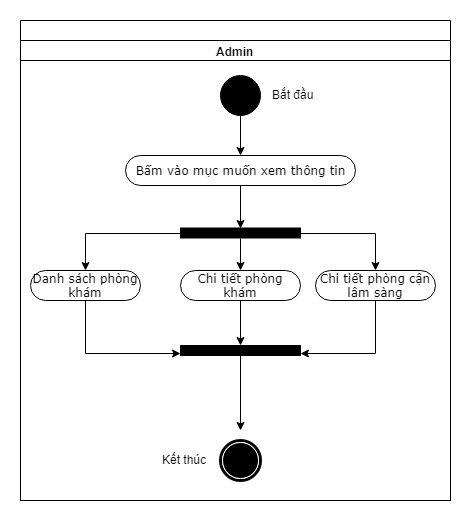 Admin
Bắt đầu
Bấm vào mục muốn xem thông tin
Danh sách phòng
khám
Chi tiết phòng
khám
Chi tiết phòng cận
lâm sàng
Kết thúc